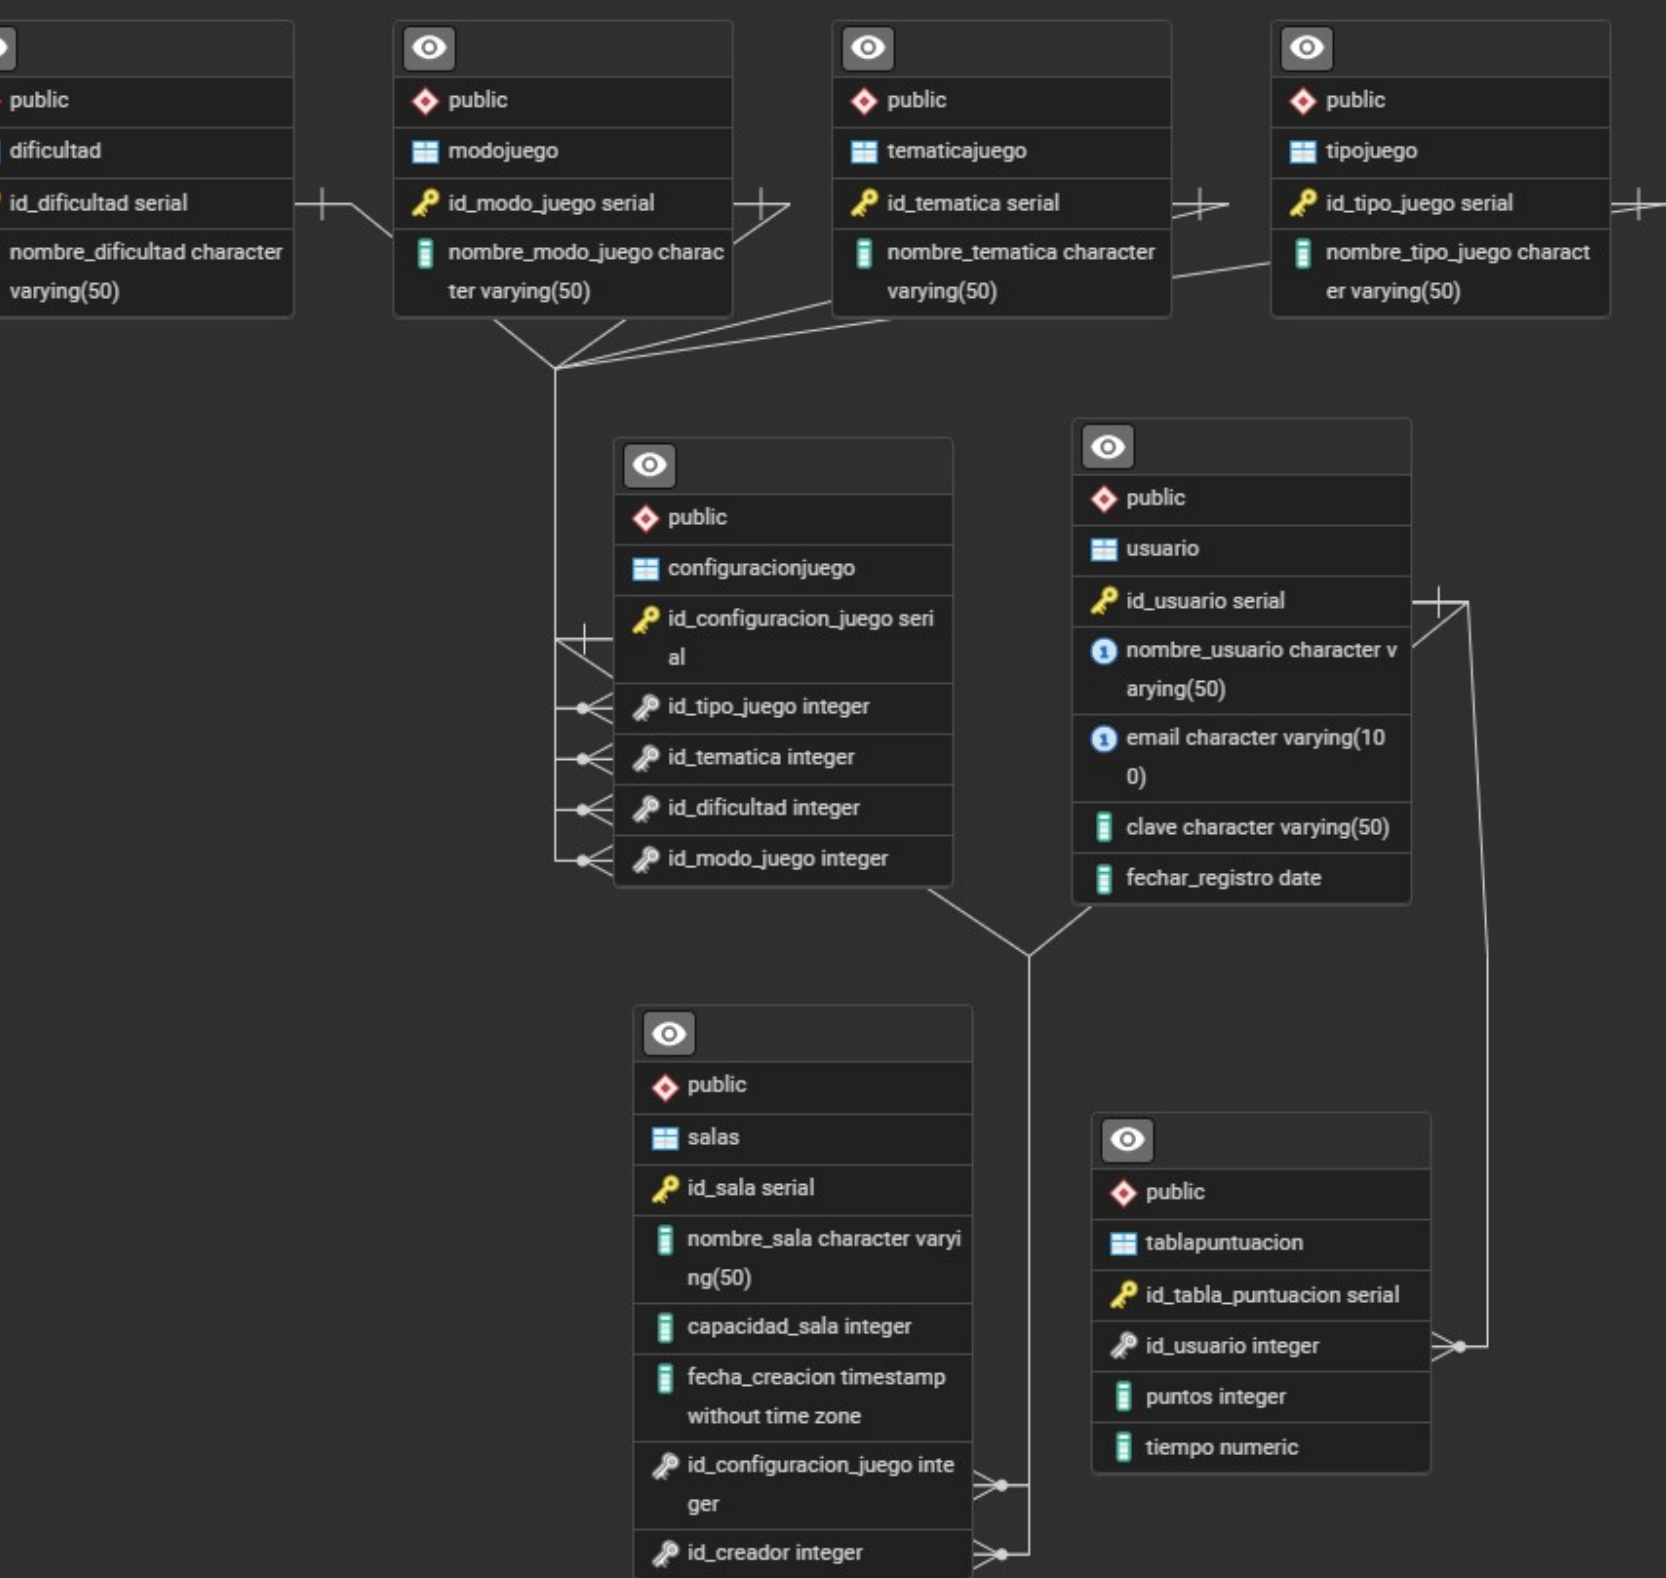 public
dificultad
id_dificultad serial
nombre_dificultad character
varying(50)
public
modojuego
id_modo_juego serial
nombre_modo_juego charac
ter varying(50)
public
tematicajuego
id_tematica serial
nombre_tematica character
varying(50)
public
tipojuego
id_tipo_juego serial
nombre_tipo_juego charact
er varying(50)
public
configuracionjuego
id_configuracion_juego seri
al
id_tipo_juego integer
id_tematica integer
id_dificultad integer
id_modo_juego integer
public
usuario
id_usuario serial
1 nombre_usuario character v
arying(50)
1 email character varying(10
0)
clave character varying(50)
fechar_registro date
public
salas
id_sala serial
nombre_sala character varyi
ng(50)
capacidad_sala integer
fecha_creacion timestamp
without time zone
id_configuracion_juego inte
ger
id_creador integer
public
tablapuntuacion
id_tabla_puntuacion serial
id_usuario integer
puntos integer
tiempo numeric